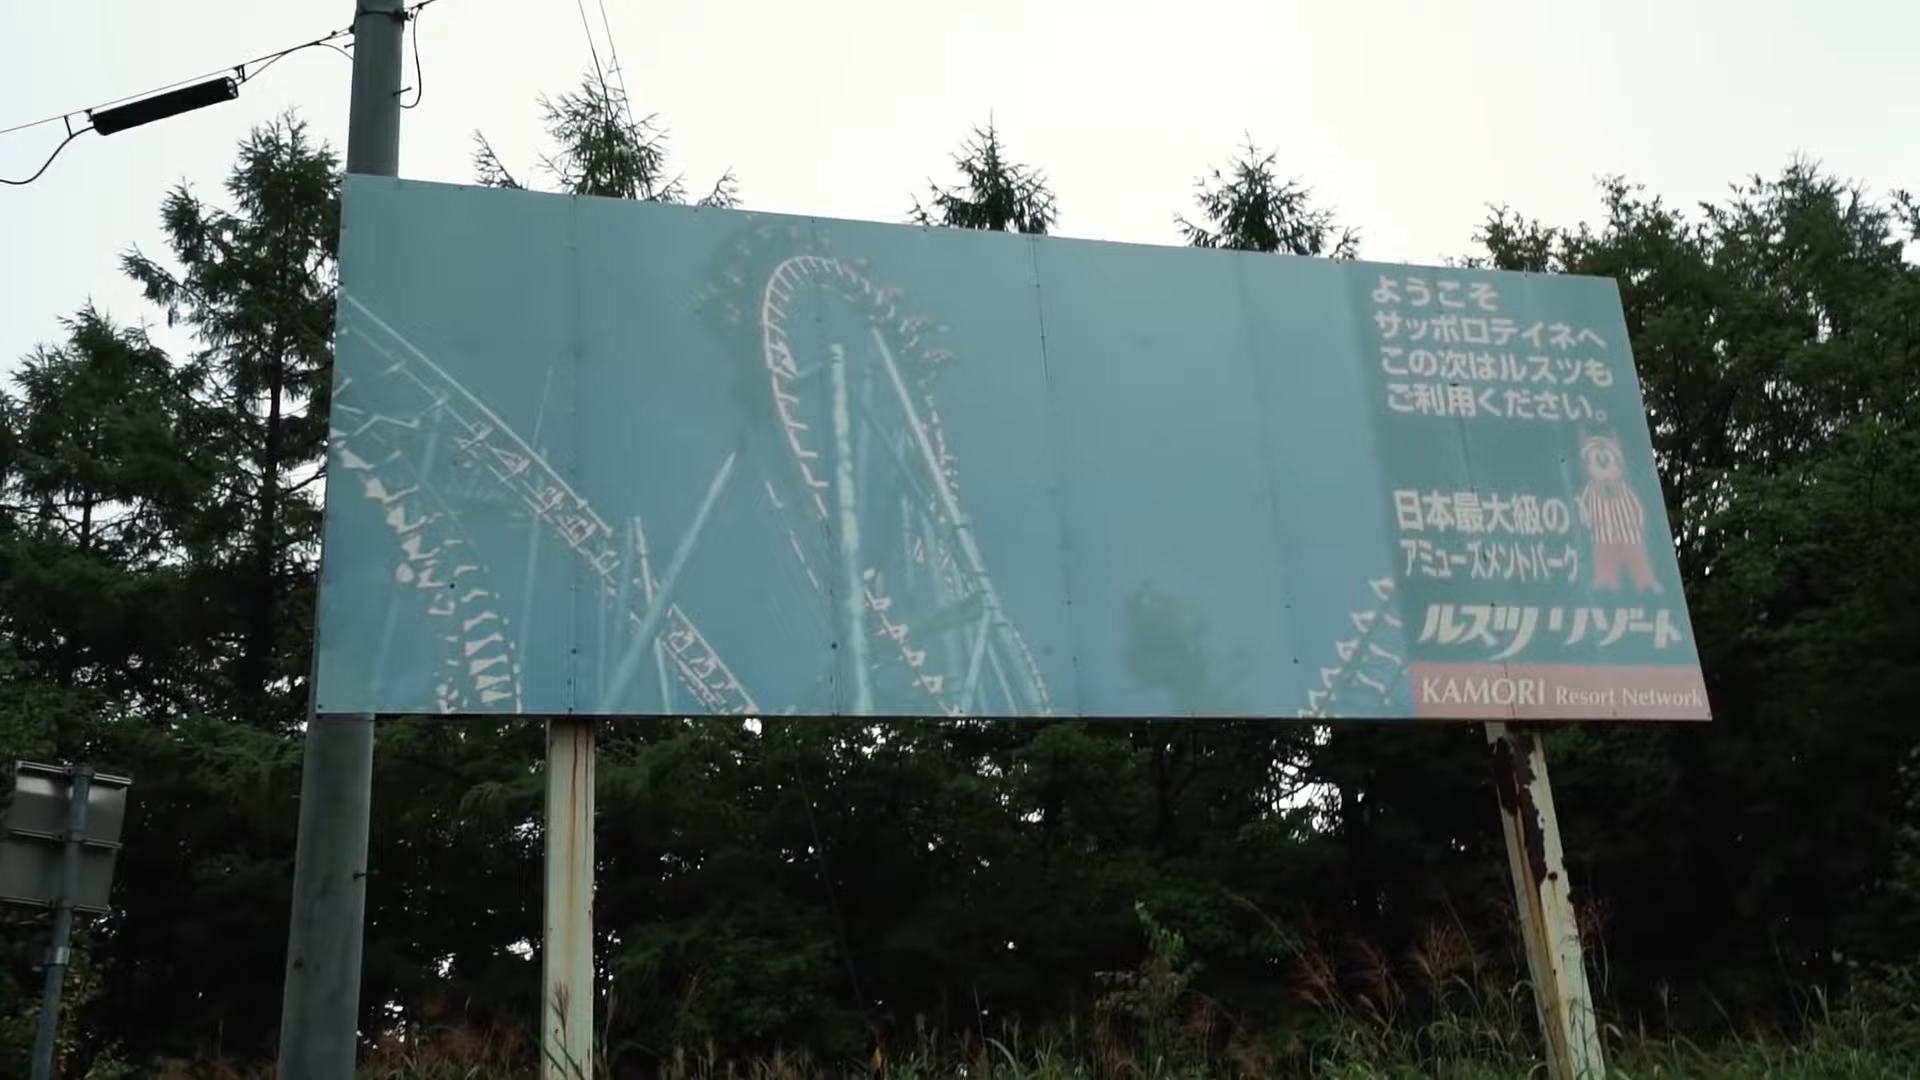 ようこそ
サッポロテイネへ
この次はルスツも
ご利用ください。
日本最大級の
アミューズメントパーク
ルスツリゾート
KAMORI Resort Network